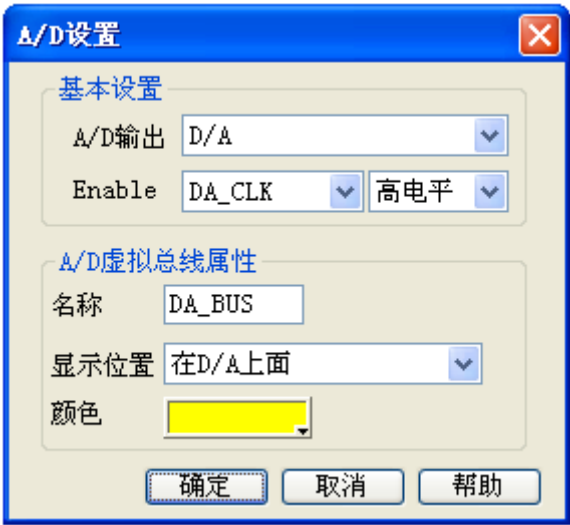 A/D设置
基本设置
A/D输出 D/A
Enable DA_CLK 高电平
A/D虚拟总线属性
名称 DA_BUS
显示位置 在D/A上面
颜色
确定 取消 帮助